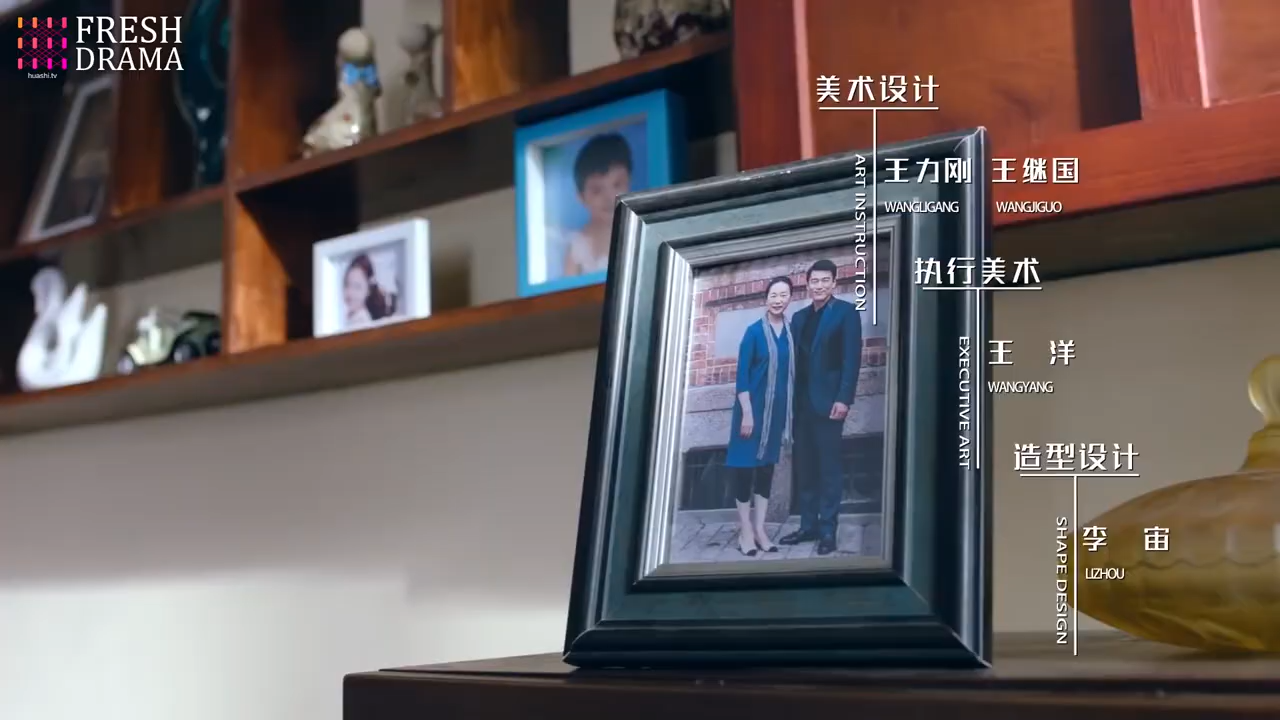 FRESH
DRAMA
huashi.tv
美术设计
ART INSTRUCTION
王力刚 王继国
WANGLIGANG WANGJIGUO
执行美术
EXECUTIVE ART
王 洋
WANGYANG
造型设计
SHAPE DESIGN
李 宙
LIZHOU